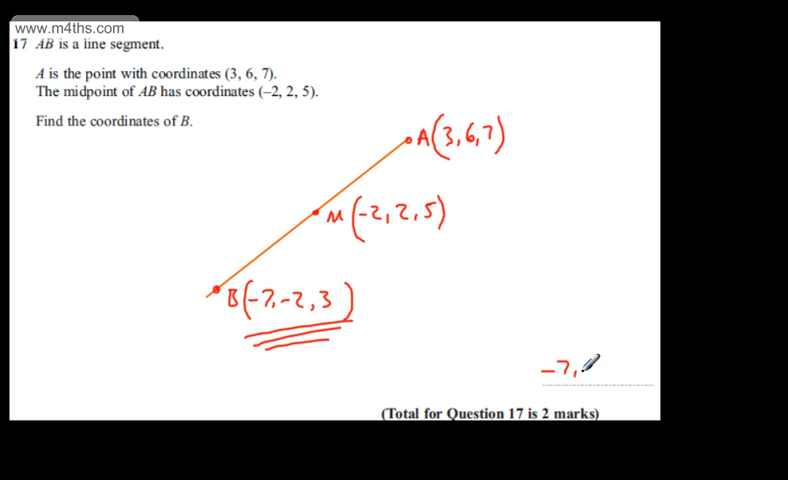 www.m4ths.com
17 AB is a line segment.
A is the point with coordinates (3, 6, 7).
The midpoint of AB has coordinates (−2, 2, 5).
Find the coordinates of B.
A(3,6,7)
M(-2,2,5)
B(-7,-2,3)
-7,
(Total for Question 17 is 2 marks)